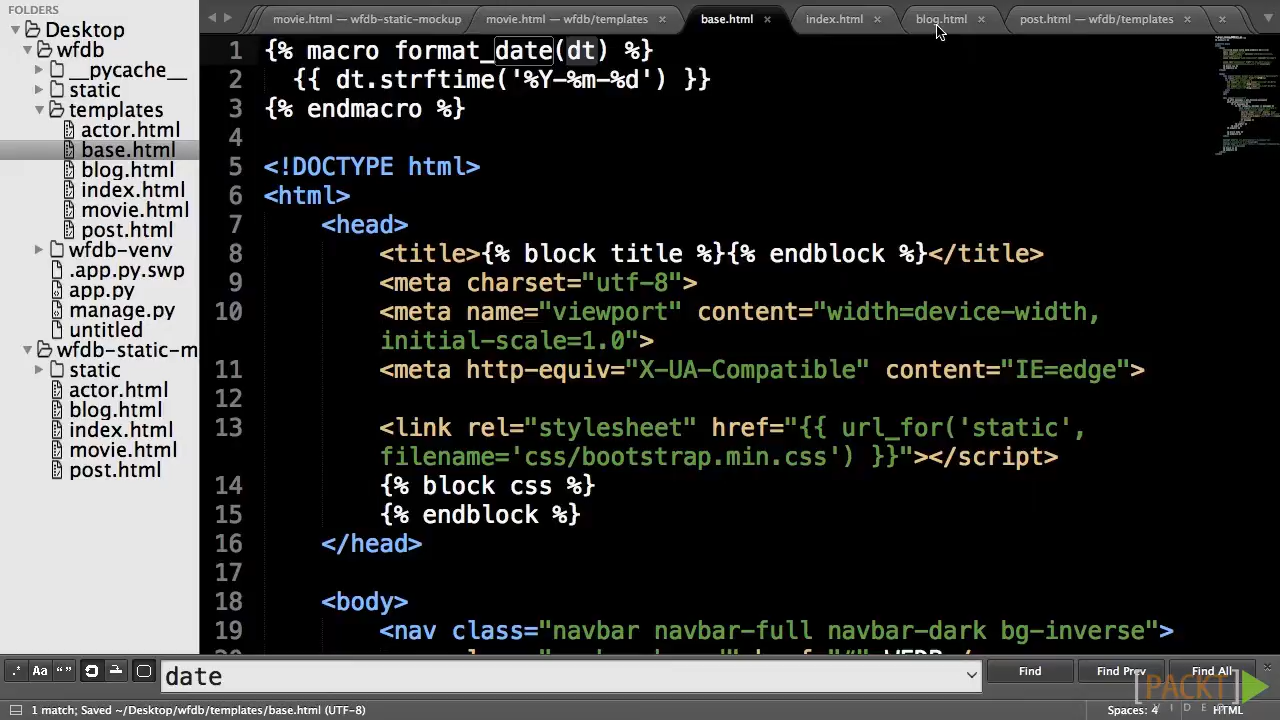 FOLDERS
Desktop
wfdb
__pycache__
static
templates
actor.html
base.html
blog.html
index.html
movie.html
post.html
wfdb-venv
.app.py.swp
app.py
manage.py
untitled
wfdb-static-m
static
actor.html
blog.html
index.html
movie.html
post.html
movie.html — wfdb-static-mockup
movie.html — wfdb/templates
base.html
index.html
blog.html
post.html — wfdb/templates
1 {% macro format_date(dt) %}
2 {{ dt.strftime('%Y-%m-%d') }}
3 {% endmacro %}
4
5 <!DOCTYPE html>
6 <html>
7 <head>
8 <title>{% block title %}{% endblock %}</title>
9 <meta charset="utf-8">
10 <meta name="viewport" content="width=device-width,
initial-scale=1.0">
11 <meta http-equiv="X-UA-Compatible" content="IE=edge">
12
13 <link rel="stylesheet" href="{{ url_for('static',
filename='css/bootstrap.min.css') }}"></script>
14 {% block css %}
15 {% endblock %}
16 </head>
17
18 <body>
19 <nav class="navbar navbar-full navbar-dark bg-inverse">
.* Aa “”
date
Find
Find Prev
Find All
1 match; Saved ~/Desktop/wfdb/templates/base.html (UTF-8)
Spaces: 4
HTML
[PACKT]
VIDEO